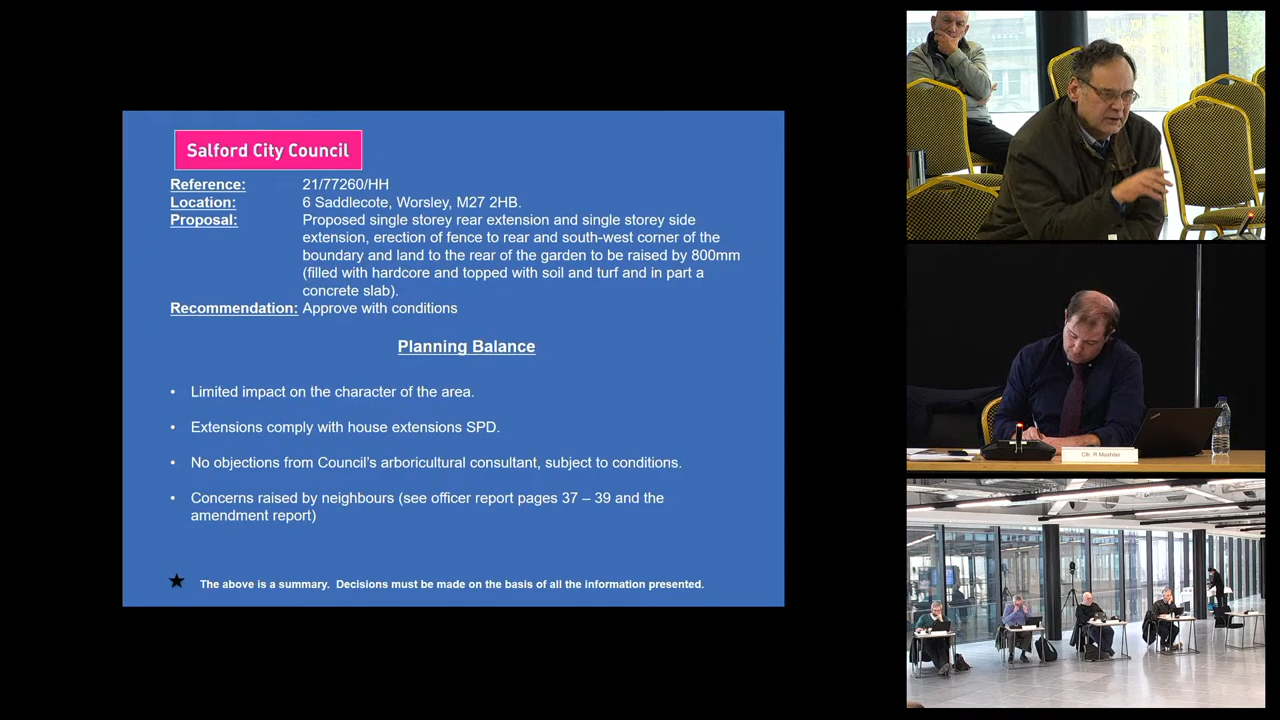 Salford City Council
Reference: 21/77260/HH
Location: 6 Saddlecote, Worsley, M27 2HB.
Proposal: Proposed single storey rear extension and single storey side
extension, erection of fence to rear and south-west corner of the
boundary and land to the rear of the garden to be raised by 800mm
(filled with hardcore and topped with soil and turf and in part a
concrete slab).
Recommendation: Approve with conditions
Planning Balance
• Limited impact on the character of the area.
• Extensions comply with house extensions SPD.
• No objections from Council's arboricultural consultant, subject to conditions.
• Concerns raised by neighbours (see officer report pages 37 – 39 and the
amendment report)
The above is a summary. Decisions must be made on the basis of all the information presented.
Cllr. R Mashiter